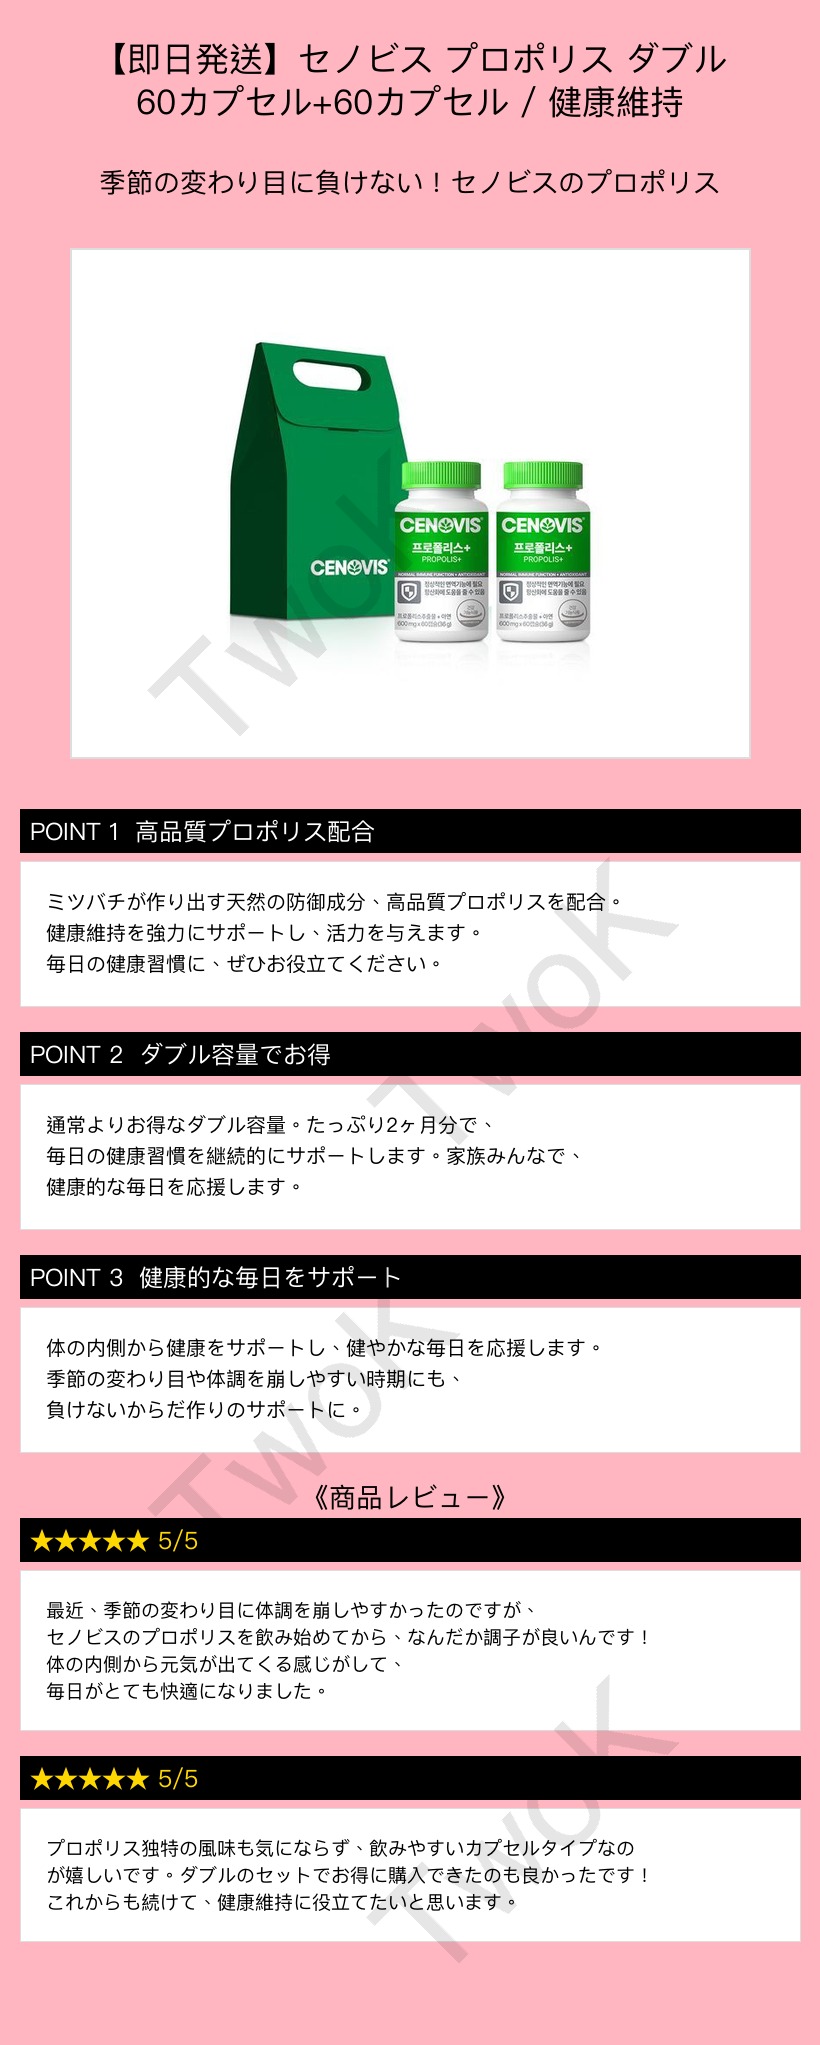 【即日発送】セノビス プロポリス ダブル
60カプセル+60カプセル / 健康維持
季節の変わり目に負けない！セノビスのプロポリス
CENOVIS
CENOVIS
프로폴리스+
PROPOLIS+
NORMAL IMMUNE FUNCTION + ANTIOXIDANT
정상적인 면역기능에 필요
항산화에 도움을 줄 수 있음
프로폴리스추출물 + 아연
600 mg x 60캡슐(36 g)
CENOVIS
프로폴리스+
PROPOLIS+
NORMAL IMMUNE FUNCTION + ANTIOXIDANT
정상적인 면역기능에 필요
항산화에 도움을 줄 수 있음
프로폴리스추출물 + 아연
600 mg x 60캡슐(36 g)
TwoK
POINT 1 高品質プロポリス配合
ミツバチが作り出す天然の防御成分、高品質プロポリスを配合。
健康維持を強力にサポートし、活力を与えます。
毎日の健康習慣に、ぜひお役立てください。
TwoK
POINT 2 ダブル容量でお得
通常よりお得なダブル容量。たっぷり2ヶ月分で、
毎日の健康習慣を継続的にサポートします。家族みんなで、
健康的な毎日を応援します。
POINT 3 健康的な毎日をサポート
体の内側から健康をサポートし、健やかな毎日を応援します。
季節の変わり目や体調を崩しやすい時期にも、
負けないからだ作りのサポートに。
TwoK
《商品レビュー》
★★★★★ 5/5
最近、季節の変わり目に体調を崩しやすかったのですが、
セノビスのプロポリスを飲み始めてから、なんだか調子が良いんです！
体の内側から元気が出てくる感じがして、
毎日がとても快適になりました。
★★★★★ 5/5
プロポリス独特の風味も気にならず、飲みやすいカプセルタイプなの
が嬉しいです。ダブルのセットでお得に購入できたのも良かったです！
これからも続けて、健康維持に役立てたいと思います。
TwoK